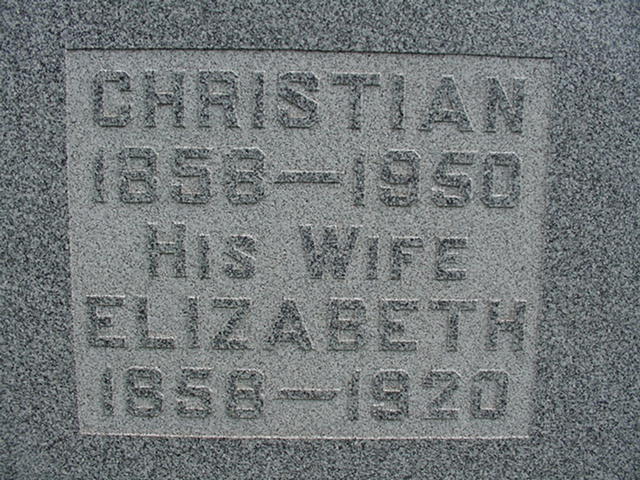 CHRISTIAN
1858—1950
HIS WIFE
ELIZABETH
1858—1920